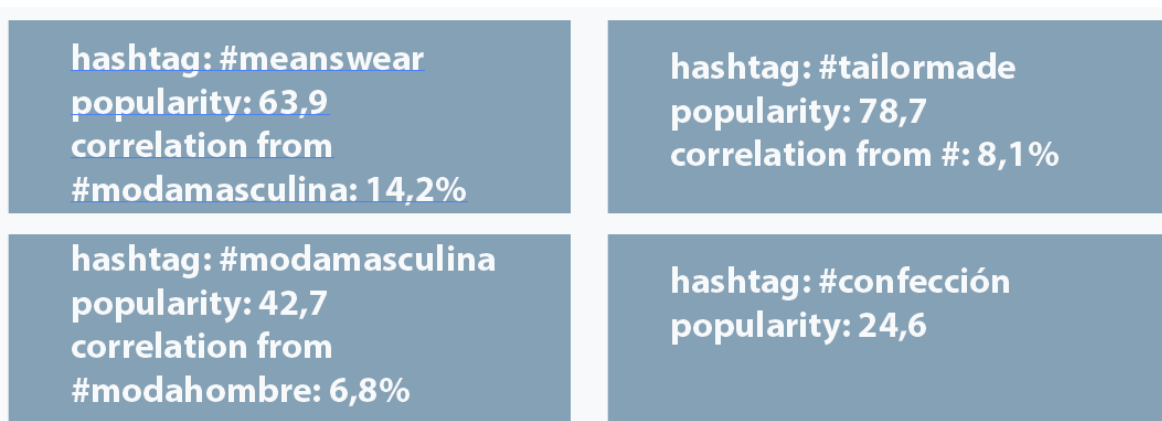 hashtag: #meanswear
popularity: 63,9
correlation from
#modamasculina: 14,2%
hashtag: #tailormade
popularity: 78,7
correlation from #: 8,1%
hashtag: #modamasculina
popularity: 42,7
correlation from
#modahombre: 6,8%
hashtag: #confección
popularity: 24,6